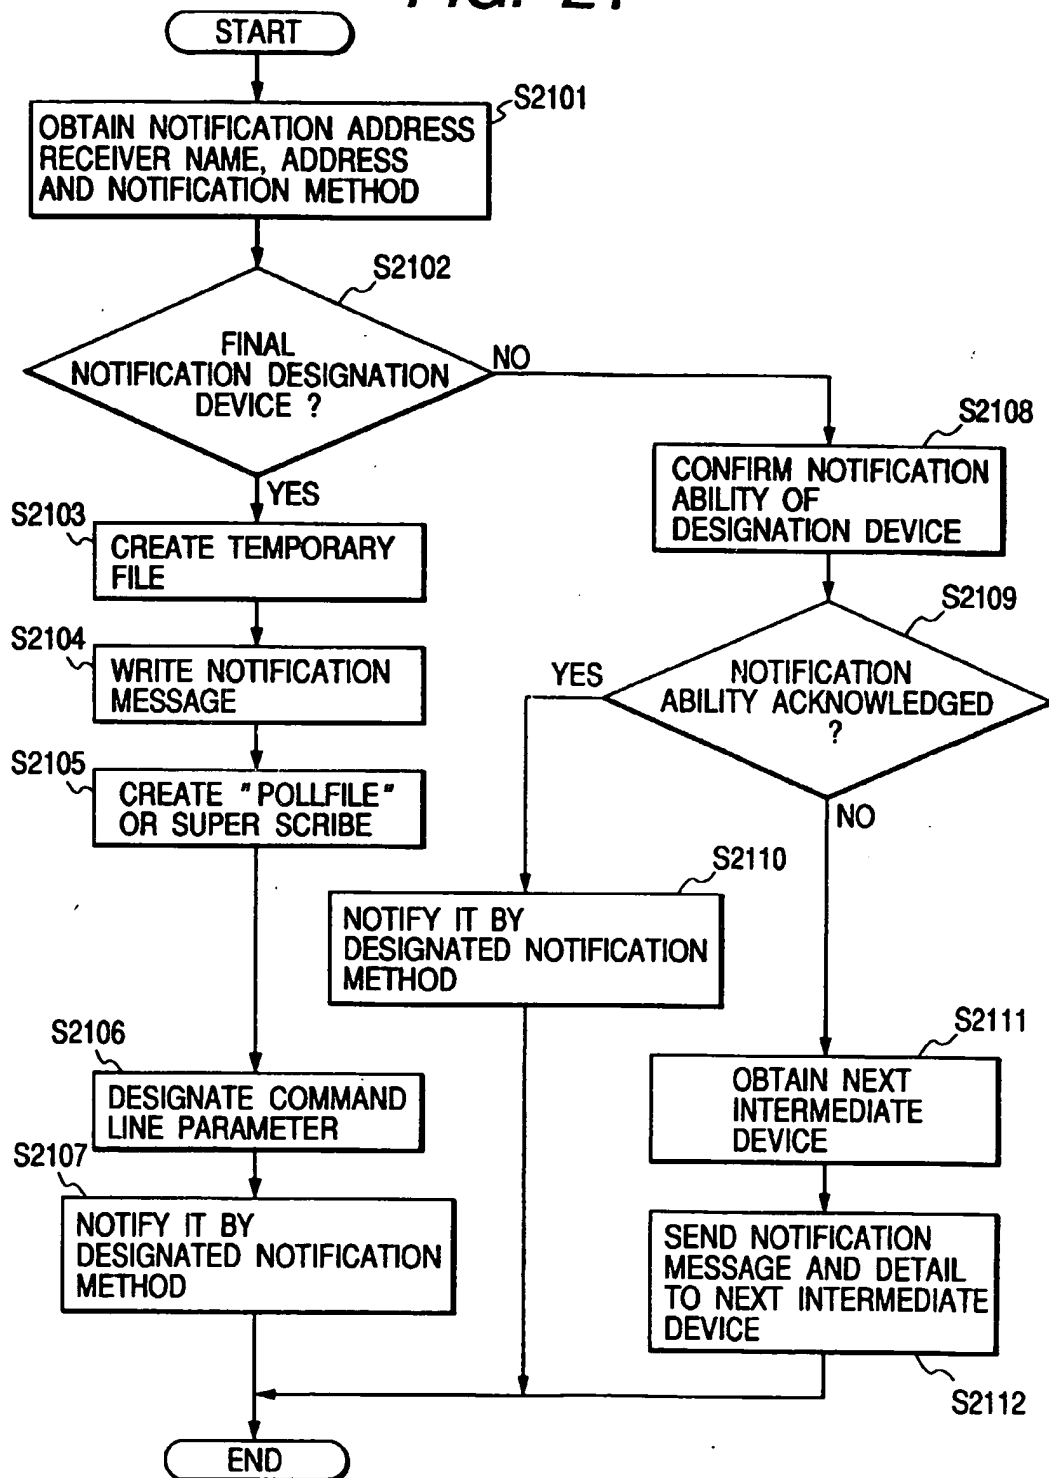 FIG. 21
START
S2101
OBTAIN NOTIFICATION ADDRESS
RECEIVER NAME, ADDRESS
AND NOTIFICATION METHOD
S2102
FINAL
NOTIFICATION DESIGNATION
DEVICE ?
NO
YES
S2103
CREATE TEMPORARY
FILE
S2104
WRITE NOTIFICATION
MESSAGE
S2105
CREATE "POLLFILE"
OR SUPER SCRIBE
S2106
DESIGNATE COMMAND
LINE PARAMETER
S2107
NOTIFY IT BY
DESIGNATED NOTIFICATION
METHOD
S2108
CONFIRM NOTIFICATION
ABILITY OF
DESIGNATION DEVICE
S2109
NOTIFICATION
ABILITY ACKNOWLEDGED
?
YES
NO
S2110
NOTIFY IT BY
DESIGNATED NOTIFICATION
METHOD
S2111
OBTAIN NEXT
INTERMEDIATE
DEVICE
SEND NOTIFICATION
MESSAGE AND DETAIL
TO NEXT INTERMEDIATE
DEVICE
S2112
END